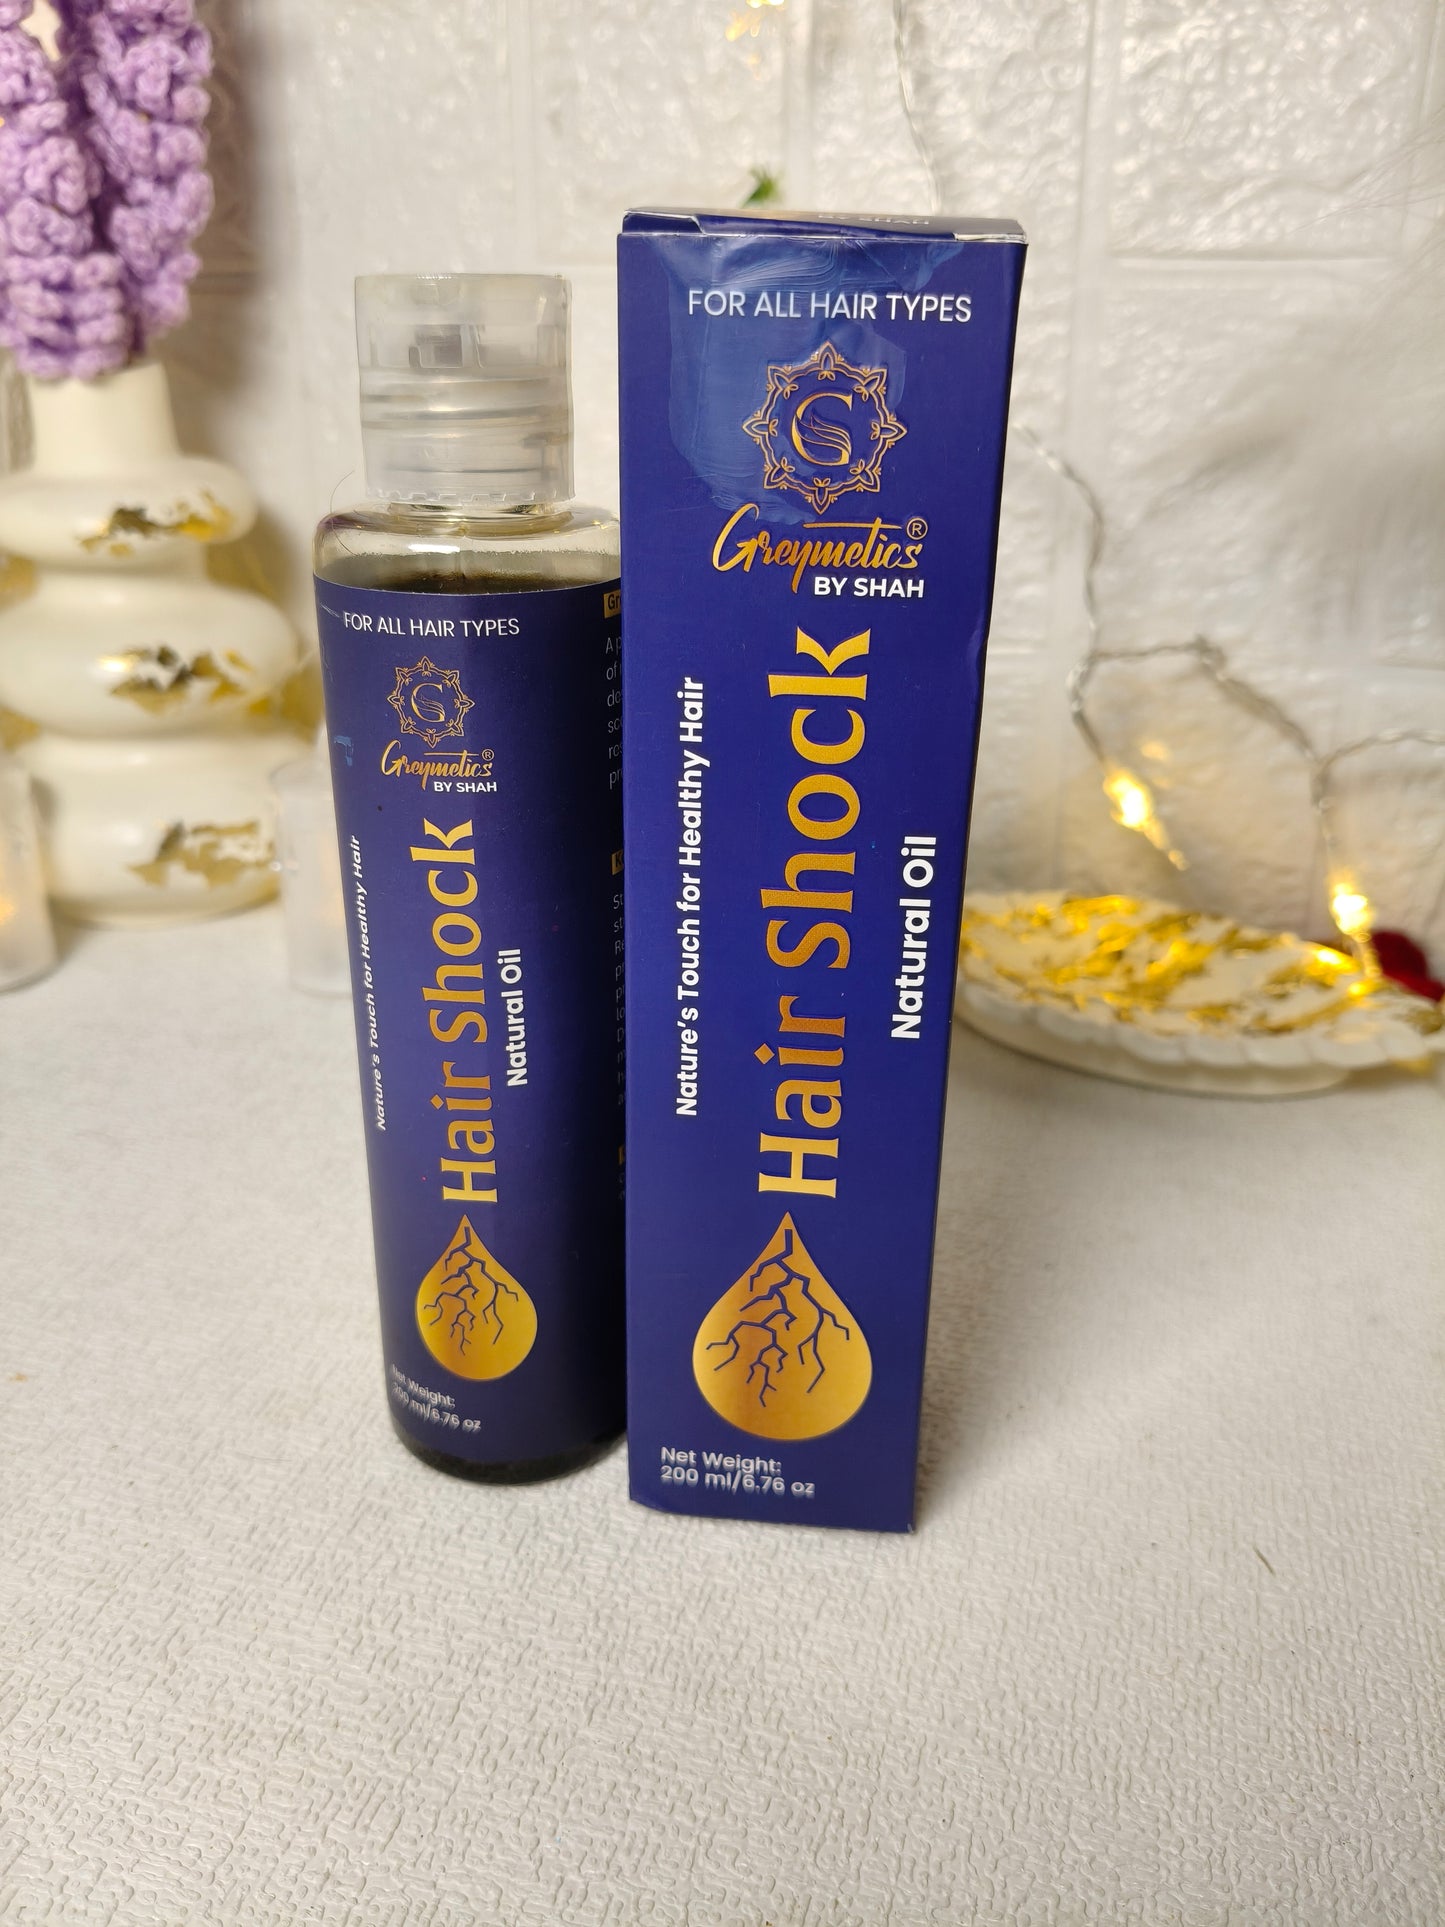 FOR ALL HAIR TYPES
Greymetics®
BY SHAH
Nature's Touch for Healthy Hair
Hair Shock
Natural Oil
Net Weight:
200 ml/6.76 oz
BY SHAH
FOR ALL HAIR TYPES
Greymetics®
BY SHAH
Nature's Touch for Healthy Hair
Hair Shock
Natural Oil
Net Weight:
200 ml/6.76 oz